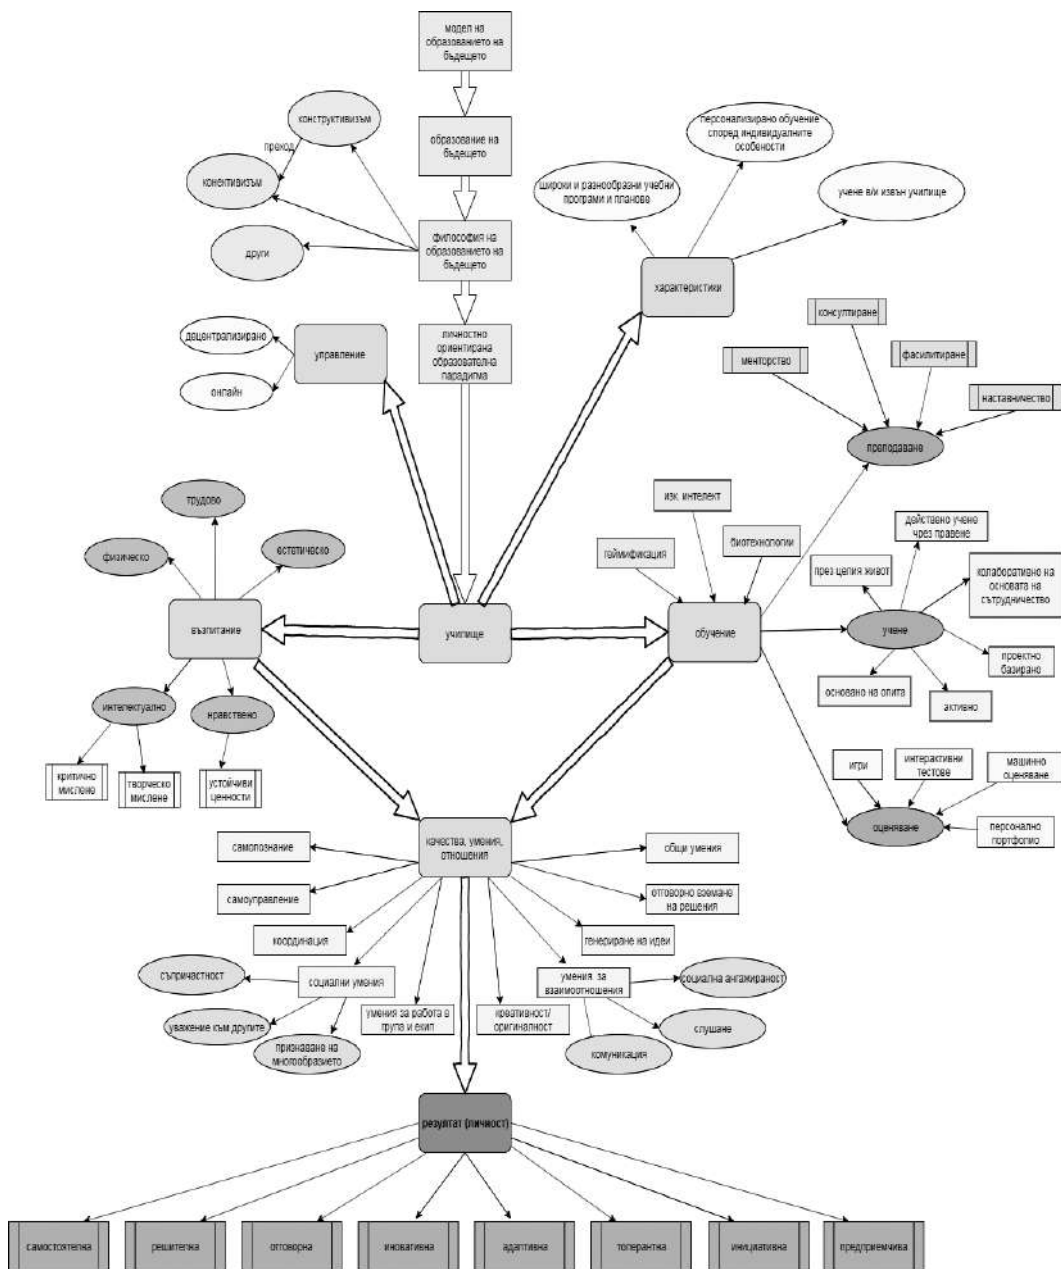 модел на
образованието на
бъдещето
конструктивизъм
преход
образование на
бъдещето
персонализирано обучение
според индивидуалните
особености
конективизъм
широки и разнообразни учебни
програми и планове
учене в/и извън училище
други
философия на
образованието на
бъдещето
характеристики
консултиране
децентрализирано
управление
личностно
ориентирана
образователна
парадигма
менторство
фасилитиране
онлайн
наставничество
преподаване
трудово
изк. интелект
действено учене
чрез правене
физическо
естетическо
геймификация
биотехнологии
през целия живот
колаборативно на
основата на
сътрудничество
възпитание
училище
обучение
учене
проектно
базирано
основано на опита
активно
интелектуално
нравствено
критично
мислене
творческо
мислене
устойчиви
ценности
игри
интерактивни
тестове
машинно
оценяване
оценяване
персонално
портфолио
самопознание
качества, умения,
отношения
общи умения
самоуправление
отговорно вземане
на решения
координация
генериране на идеи
съпричастност
социални умения
умения за
взаимоотношения
социална ангажираност
уважение към другите
умения за работа в
група и екип
креативност/
оригиналност
слушане
признаване на
многообразието
комуникация
резултат (личност)
самостоятелна
решителна
отговорна
иновативна
адаптивна
толерантна
инициативна
предприемчива